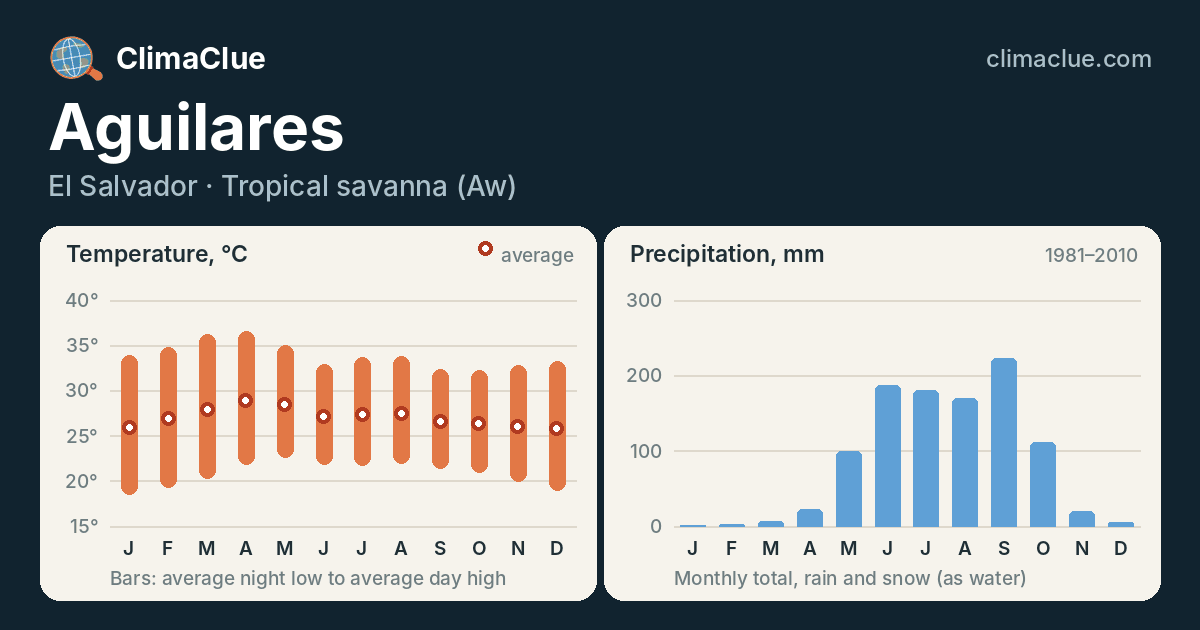 ClimaClue
climaclue.com
Aguilares
El Salvador · Tropical savanna (Aw)
Temperature, °C
average
40°
35°
30°
25°
20°
15°
J F M A M J J A S O N D
Bars: average night low to average day high
Precipitation, mm
1981–2010
300
200
100
0
J F M A M J J A S O N D
Monthly total, rain and snow (as water)